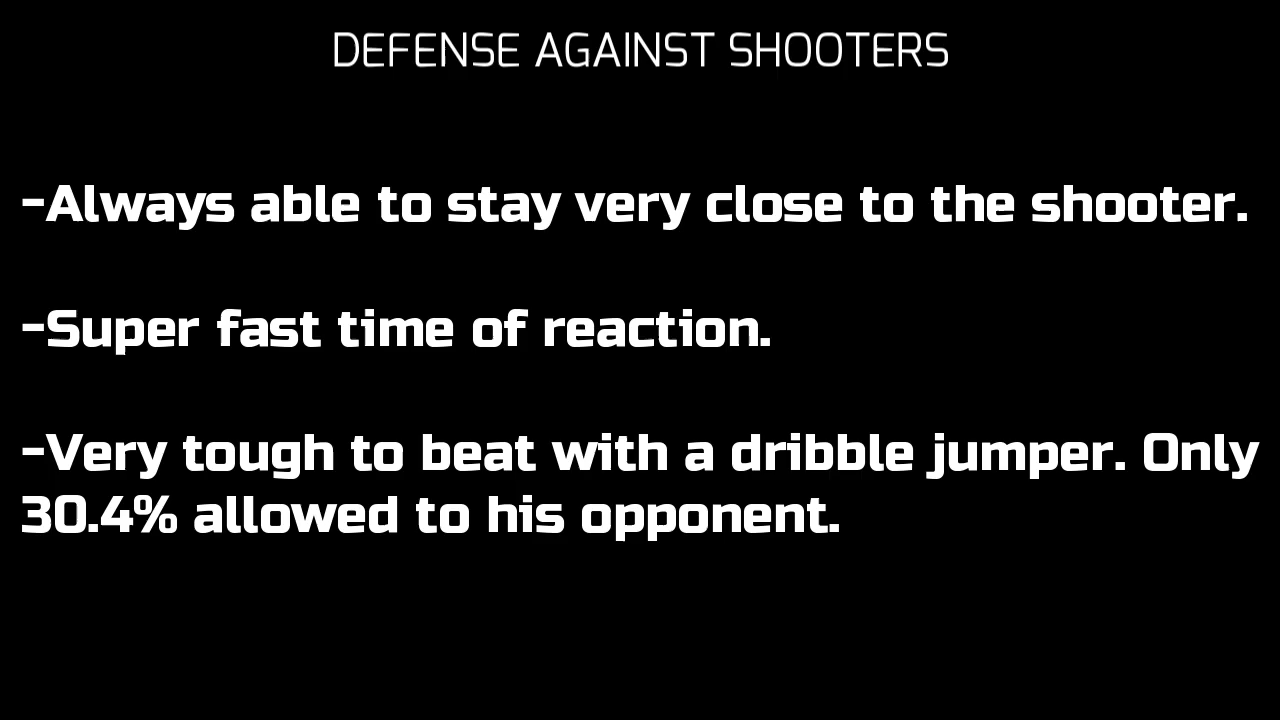 DEFENSE AGAINST SHOOTERS
-Always able to stay very close to the shooter.
-Super fast time of reaction.
-Very tough to beat with a dribble jumper. Only
30.4% allowed to his opponent.